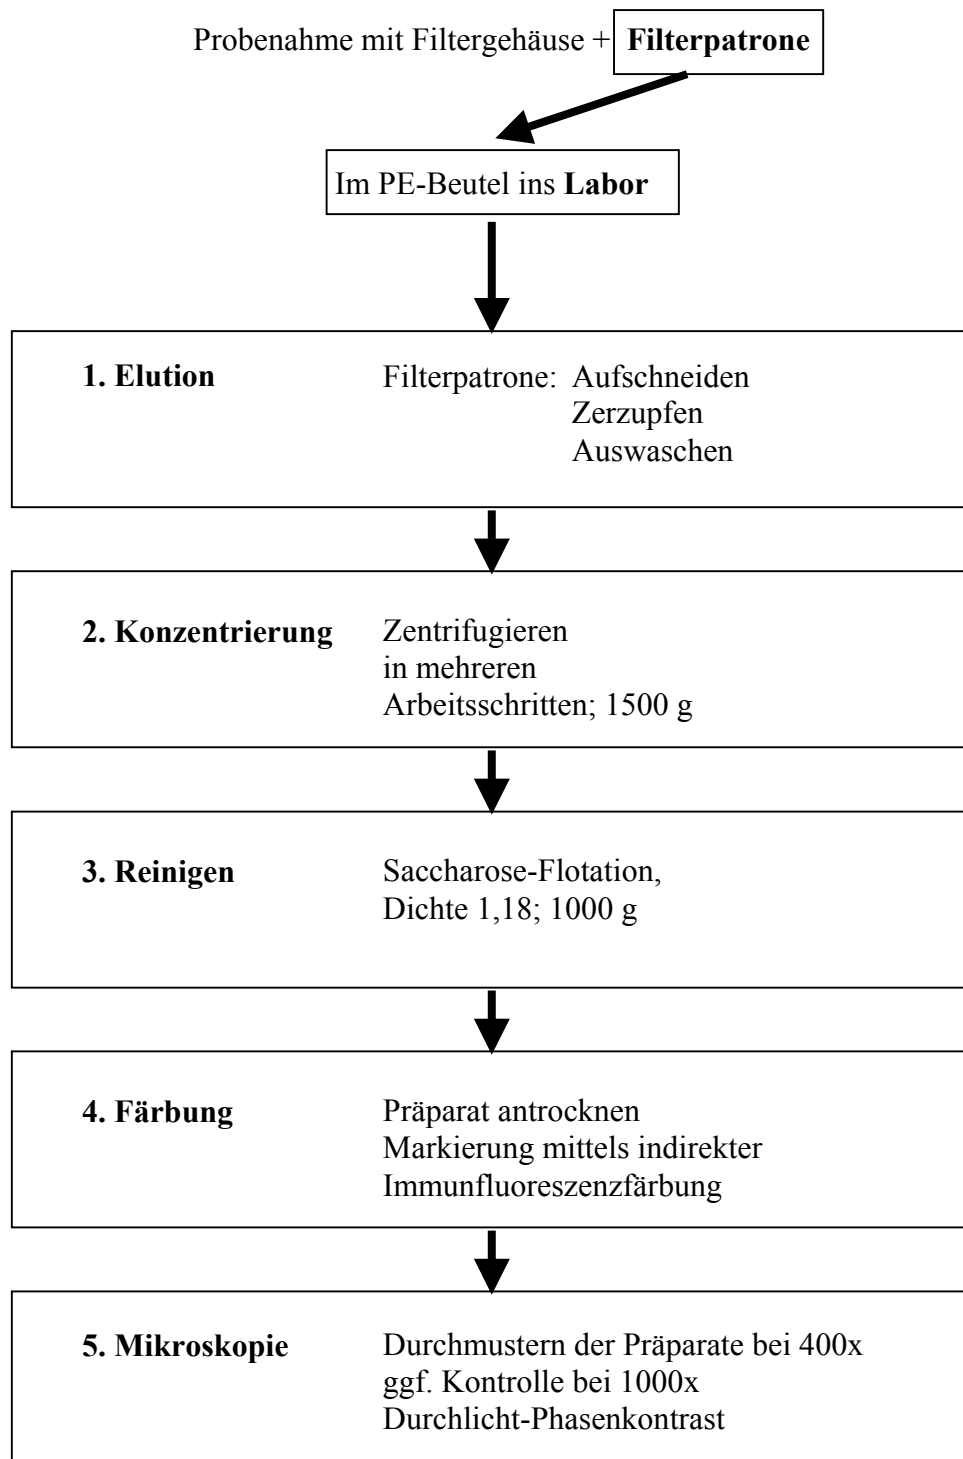 Probenahme mit Filtergehäuse + Filterpatrone
Im PE-Beutel ins Labor
1. Elution Filterpatrone: Aufschneiden
Zerzupfen
Auswaschen
2. Konzentrierung Zentrifugieren
in mehreren
Arbeitsschritten; 1500 g
3. Reinigen Saccharose-Flotation,
Dichte 1,18; 1000 g
4. Färbung Präparat antrocknen
Markierung mittels indirekter
Immunfluoreszenzfärbung
5. Mikroskopie Durchmustern der Präparate bei 400x
ggf. Kontrolle bei 1000x
Durchlicht-Phasenkontrast